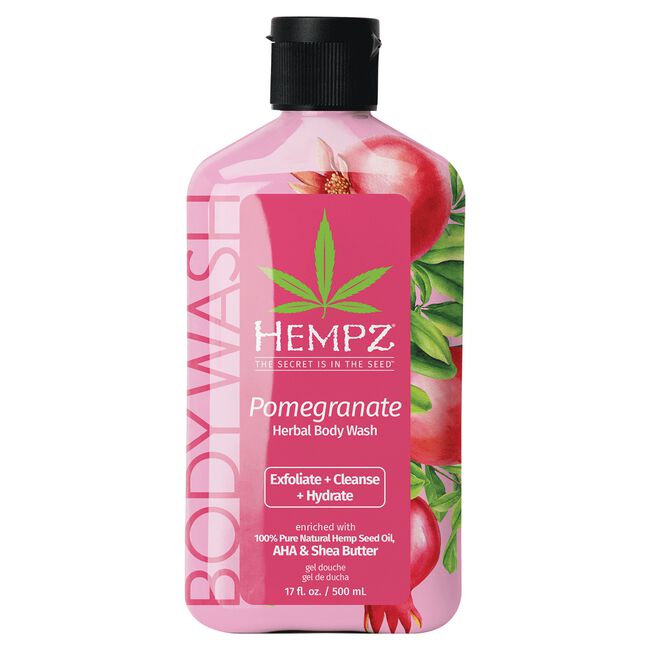 BODY WASH
HEMPZ®
THE SECRET IS IN THE SEED™
Pomegranate
Herbal Body Wash
Exfoliate + Cleanse
+ Hydrate
enriched with
100% Pure Natural Hemp Seed Oil,
AHA & Shea Butter
gel douche
gel de ducha
17 fl. oz. / 500 mL